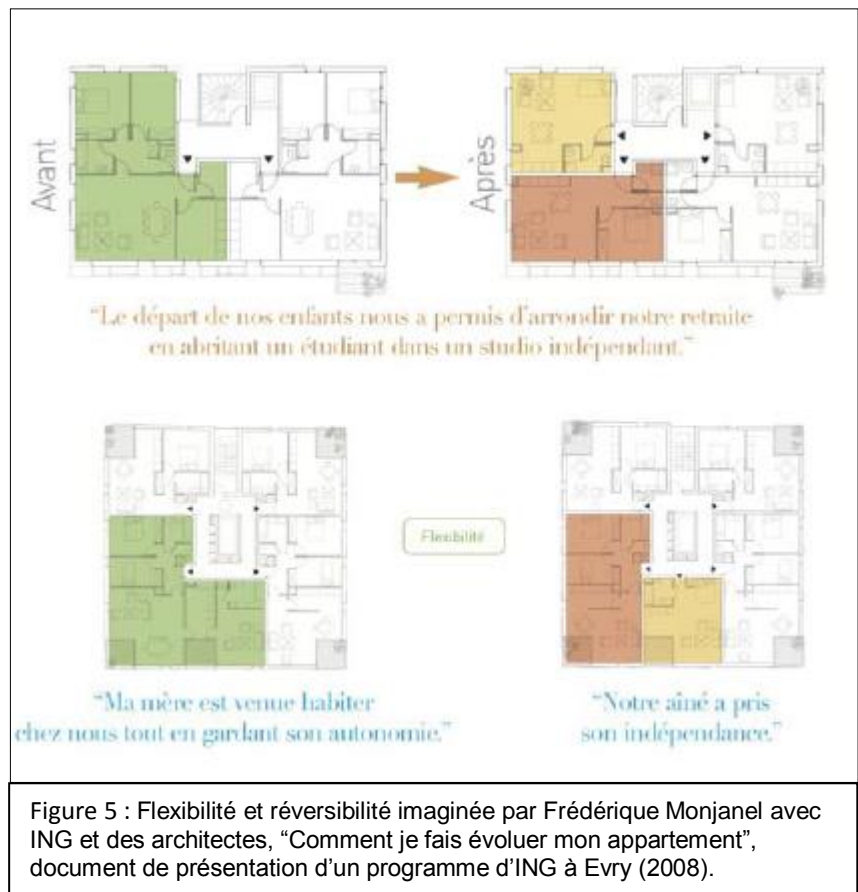 Avant
Après
“Le départ de nos enfants nous a permis d’arrondir notre retraite
en abritant un étudiant dans un studio indépendant.”
Flexibilité
“Ma mère est venue habiter
chez nous tout en gardant son autonomie.”
“Notre aîné a pris
son indépendance.”
Figure 5 : Flexibilité et réversibilité imaginée par Frédérique Monjanel avec
ING et des architectes, “Comment je fais évoluer mon appartement”,
document de présentation d’un programme d’ING à Evry (2008).